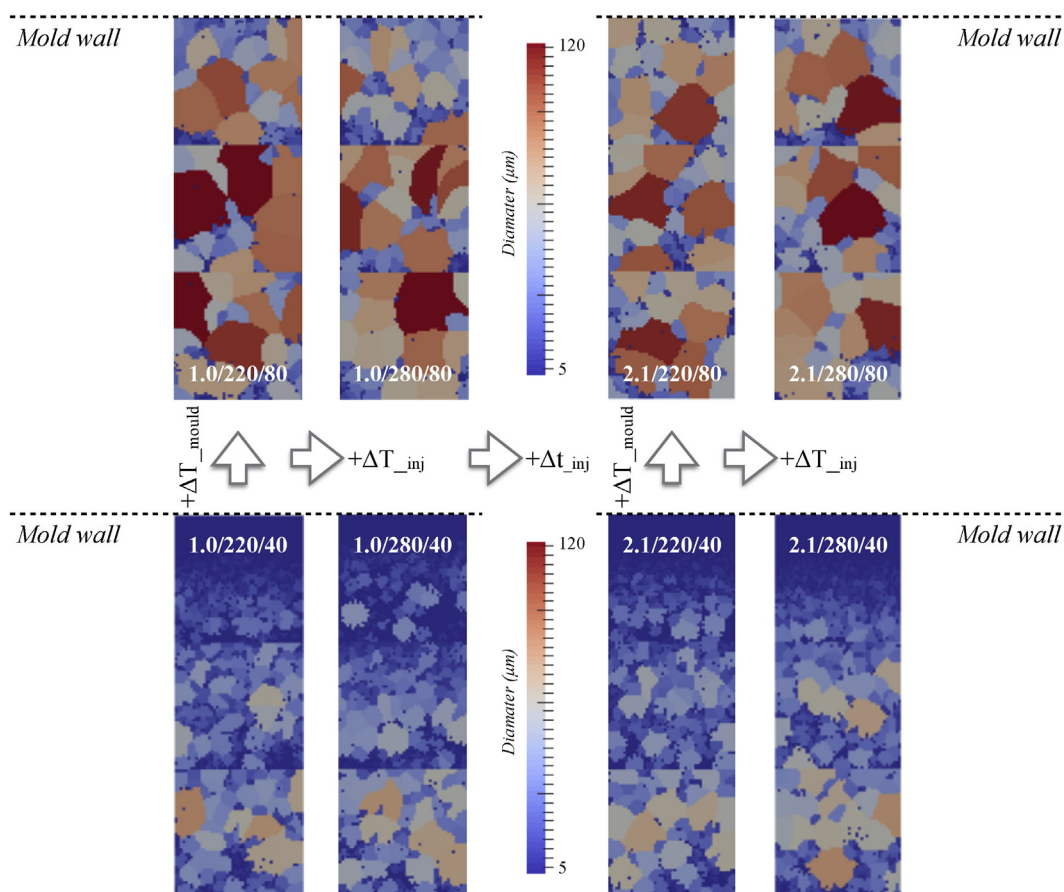 Mold wall
Mold wall
120
Diamater (μm)
5
120
Diamater (μm)
5
1.0/220/80
1.0/280/80
2.1/220/80
2.1/280/80
+ΔT_mould
+ΔT_inj
+Δt_inj
+ΔT_mould
+ΔT_inj
Mold wall
Mold wall
1.0/220/40
1.0/280/40
2.1/220/40
2.1/280/40